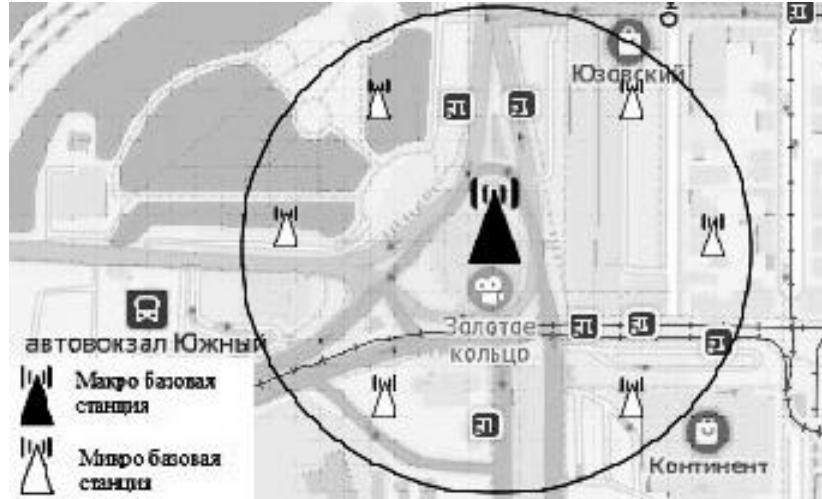 Юзовский
Золотое
кольцо
автовокзал Южный
Макро базовая
станция
Микро базовая
станция
Континент